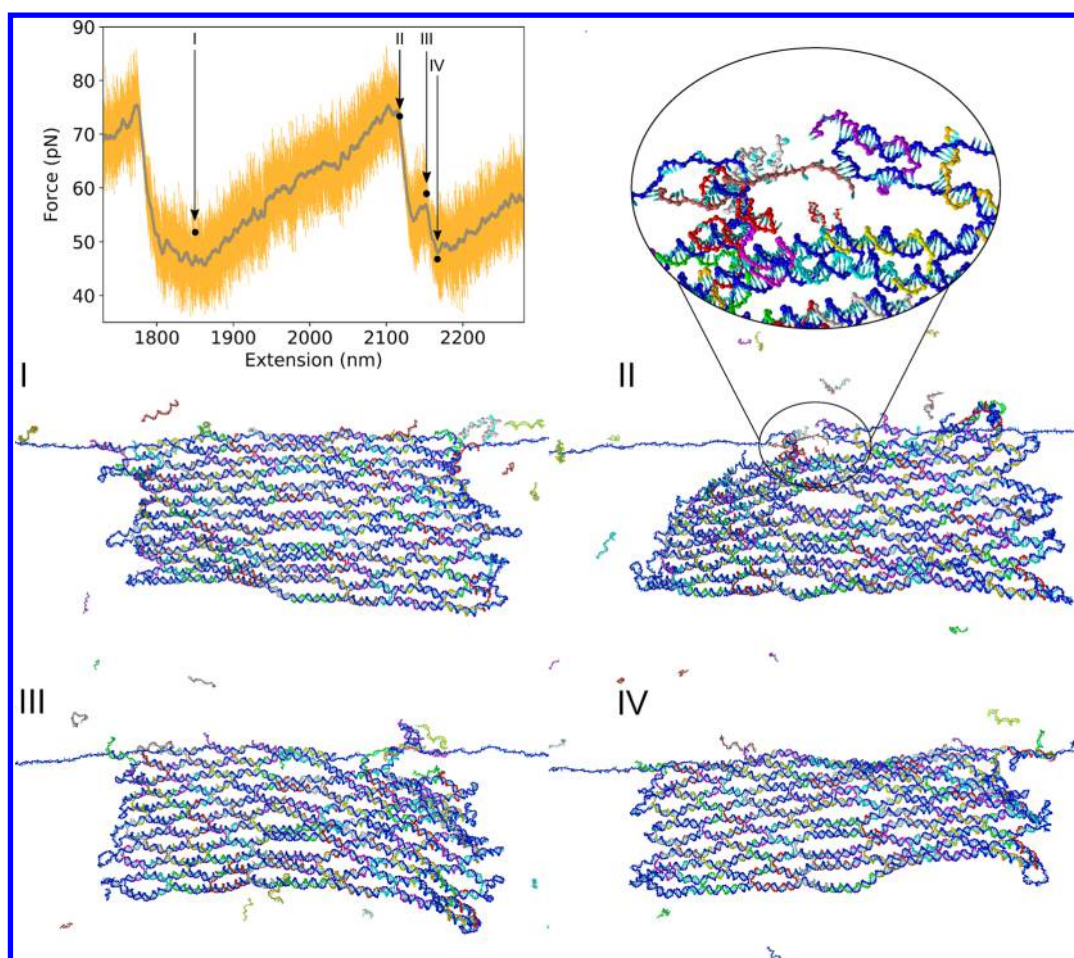 90
80
70
60
50
40
Force (pN)
I
II
III
IV
1800 1900 2000 2100 2200
Extension (nm)
I
II
III
IV